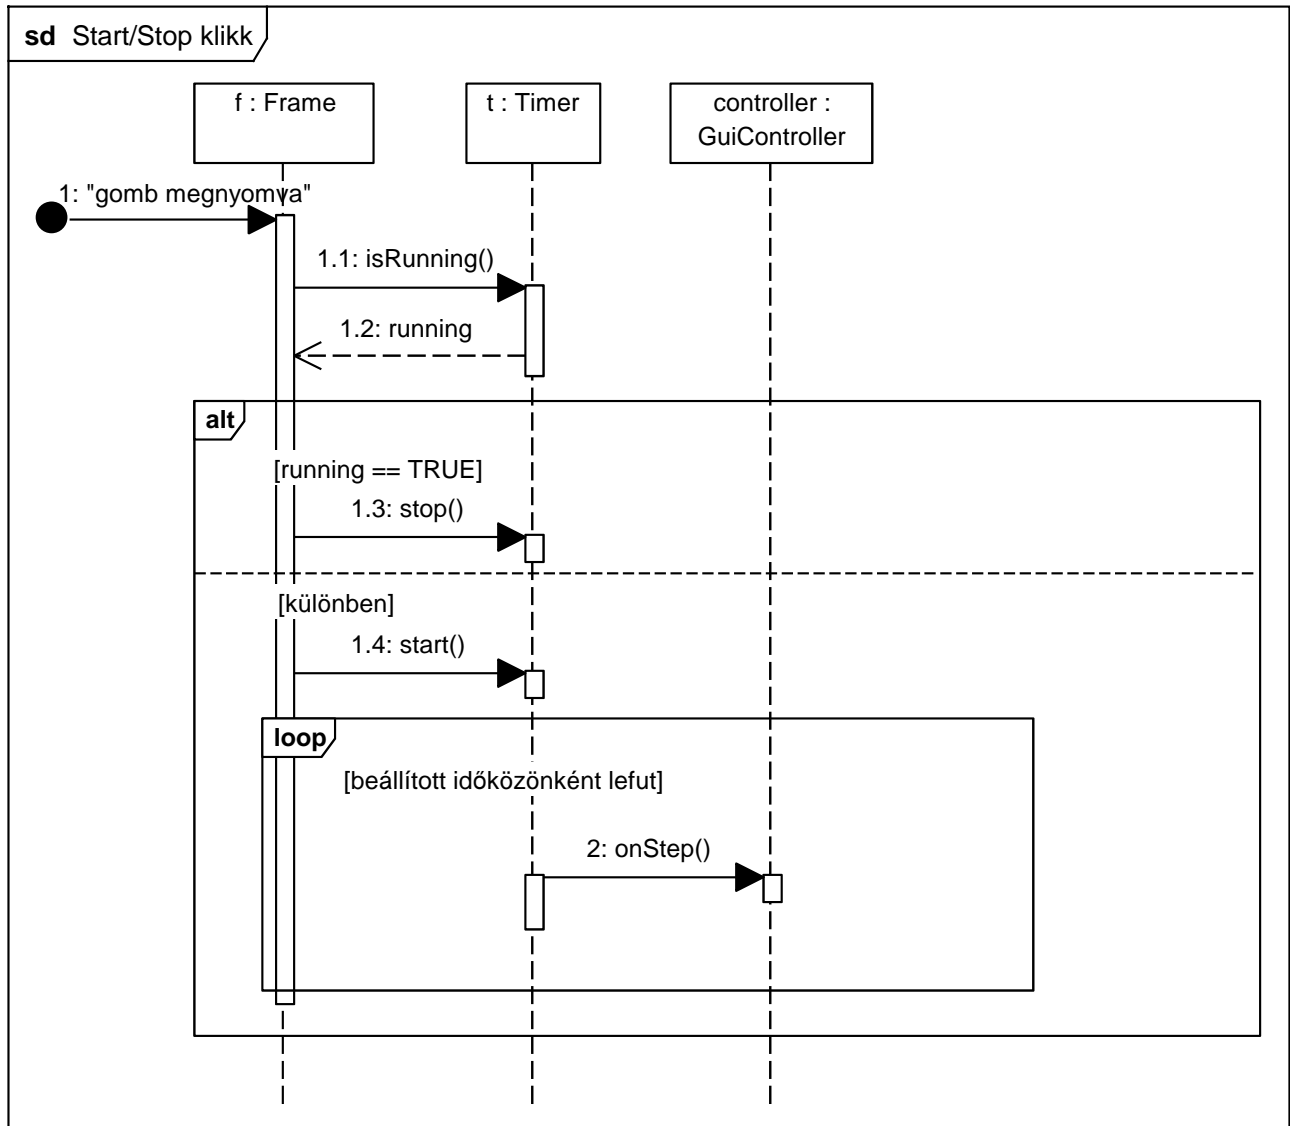 sd Start/Stop klikk
f : Frame
t : Timer
controller :
GuiController
1: "gomb megnyomva"
1.1: isRunning()
1.2: running
alt
[running == TRUE]
1.3: stop()
[különben]
1.4: start()
loop
[beállított időközönként lefut]
2: onStep()